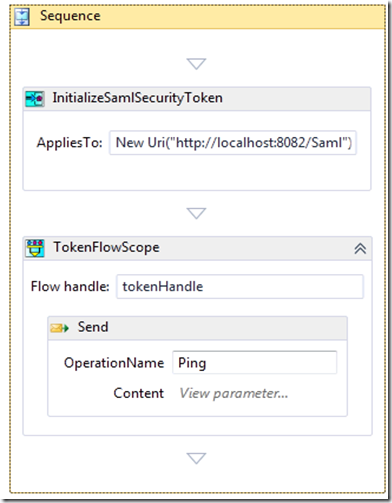 Sequence
InitializeSamlSecurityToken
AppliesTo: New Uri("http://localhost:8082/Saml")
TokenFlowScope
Flow handle: tokenHandle
Send
OperationName Ping
Content View parameter...